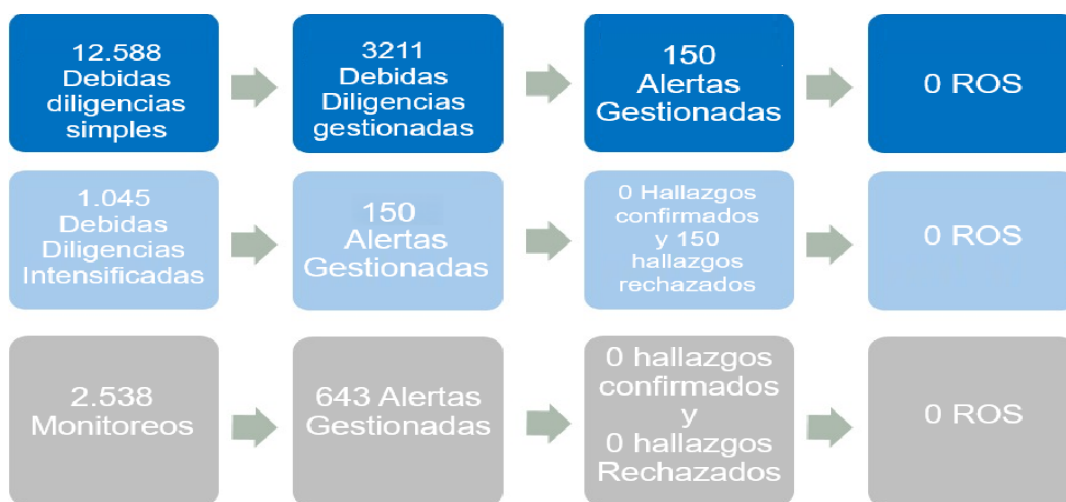 12.588
Debidas
diligencias
simples
3211
Debidas
Diligencias
gestionadas
150
Alertas
Gestionadas
0 ROS
1.045
Debidas
Diligencias
Intensificadas
150
Alertas
Gestionadas
0 Hallazgos
confirmados
y 150
hallazgos
rechazados
0 ROS
2.538
Monitoreos
643 Alertas
Gestionadas
0 hallazgos
confirmados
y
0 hallazgos
Rechazados
0 ROS